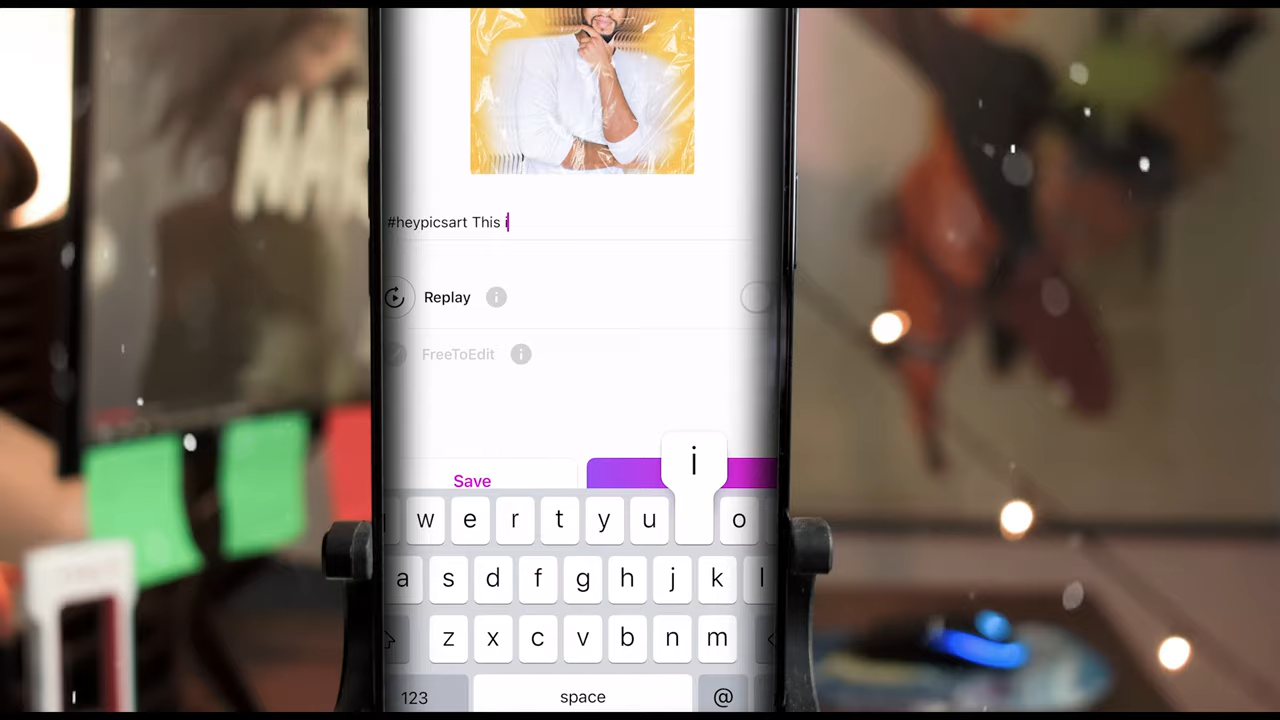 #heypicsart This i
Replay i
FreeToEdit i
Save
i
w e r t y u o
a s d f g h j k l
z x c v b n m
123 space @